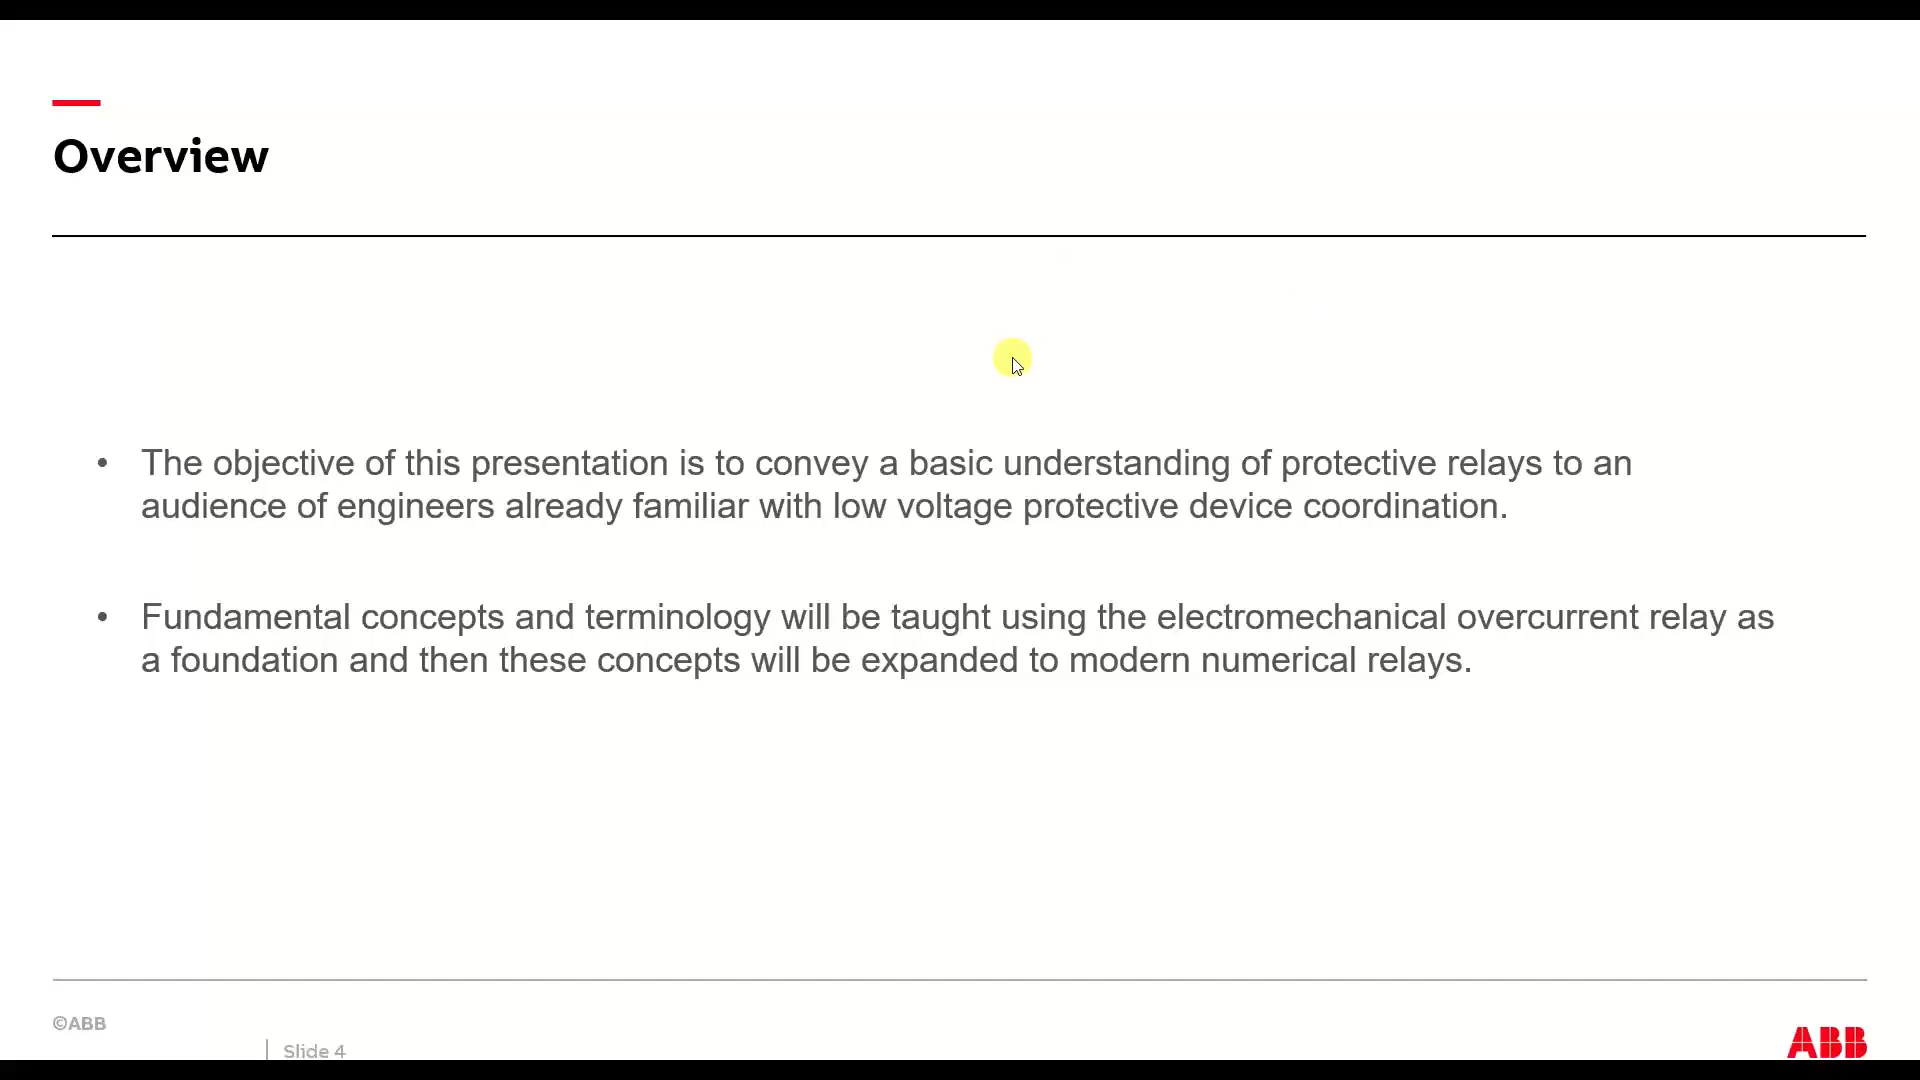 Overview
• The objective of this presentation is to convey a basic understanding of protective relays to an
audience of engineers already familiar with low voltage protective device coordination.
• Fundamental concepts and terminology will be taught using the electromechanical overcurrent relay as
a foundation and then these concepts will be expanded to modern numerical relays.
©ABB
Slide 4
ABB